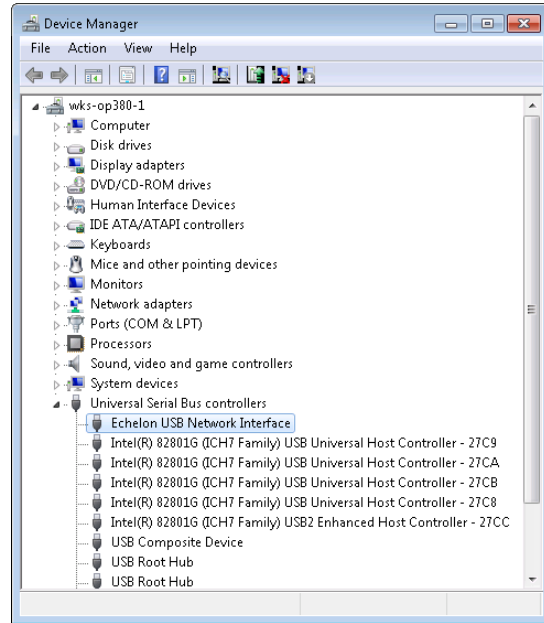 Device Manager
File Action View Help
wks-op380-1
Computer
Disk drives
Display adapters
DVD/CD-ROM drives
Human Interface Devices
IDE ATA/ATAPI controllers
Keyboards
Mice and other pointing devices
Monitors
Network adapters
Ports (COM & LPT)
Processors
Sound, video and game controllers
System devices
Universal Serial Bus controllers
Echelon USB Network Interface
Intel(R) 82801G (ICH7 Family) USB Universal Host Controller - 27C9
Intel(R) 82801G (ICH7 Family) USB Universal Host Controller - 27CA
Intel(R) 82801G (ICH7 Family) USB Universal Host Controller - 27CB
Intel(R) 82801G (ICH7 Family) USB Universal Host Controller - 27C8
Intel(R) 82801G (ICH7 Family) USB2 Enhanced Host Controller - 27CC
USB Composite Device
USB Root Hub
USB Root Hub